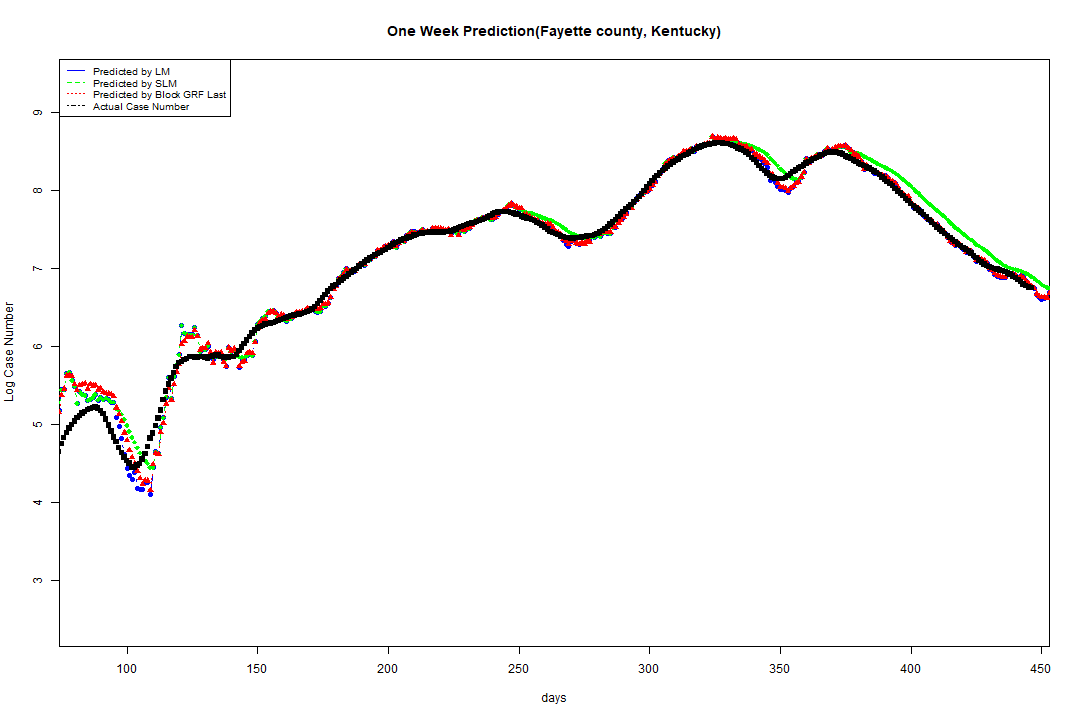 One Week Prediction(Fayette county, Kentucky)
Predicted by LM
Predicted by SLM
Predicted by Block GRF Last
Actual Case Number
9
8
7
6
5
4
3
Log Case Number
100 150 200 250 300 350 400 450
days